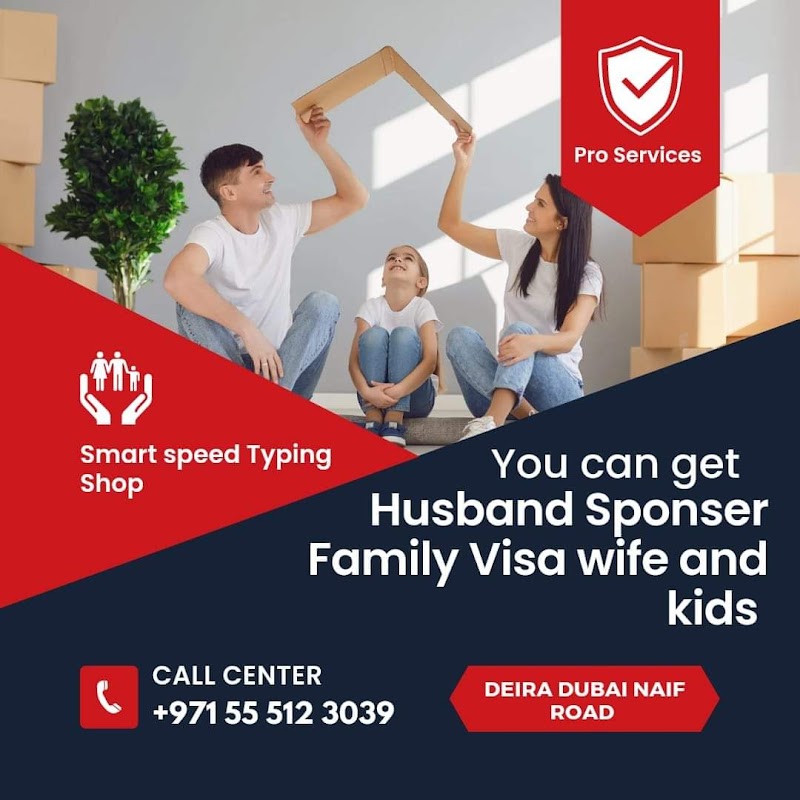 Pro Services
Smart speed Typing
Shop
You can get
Husband Sponser
Family Visa wife and
kids
CALL CENTER
+971 55 512 3039
DEIRA DUBAI NAIF
ROAD